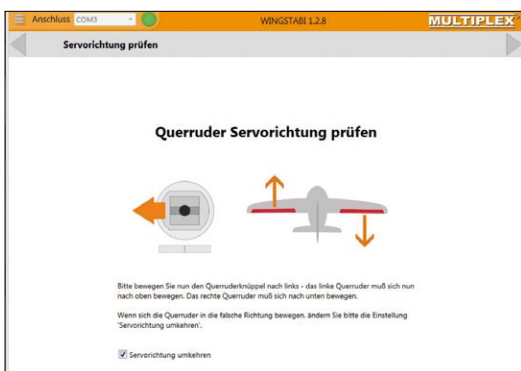 Anschluss COM3 WINGSTABI 1.2.8 MULTIPLEX
Servorichtung prüfen
Querruder Servorichtung prüfen
Bitte bewegen Sie nun den Querruderknüppel nach links - das linke Querruder muß sich nun
nach oben bewegen. Das rechte Querruder muß sich nach unten bewegen.
Wenn sich die Querruder in die falsche Richtung bewegen, ändern Sie bitte die Einstellung
'Servorichtung umkehren'.
Servorichtung umkehren